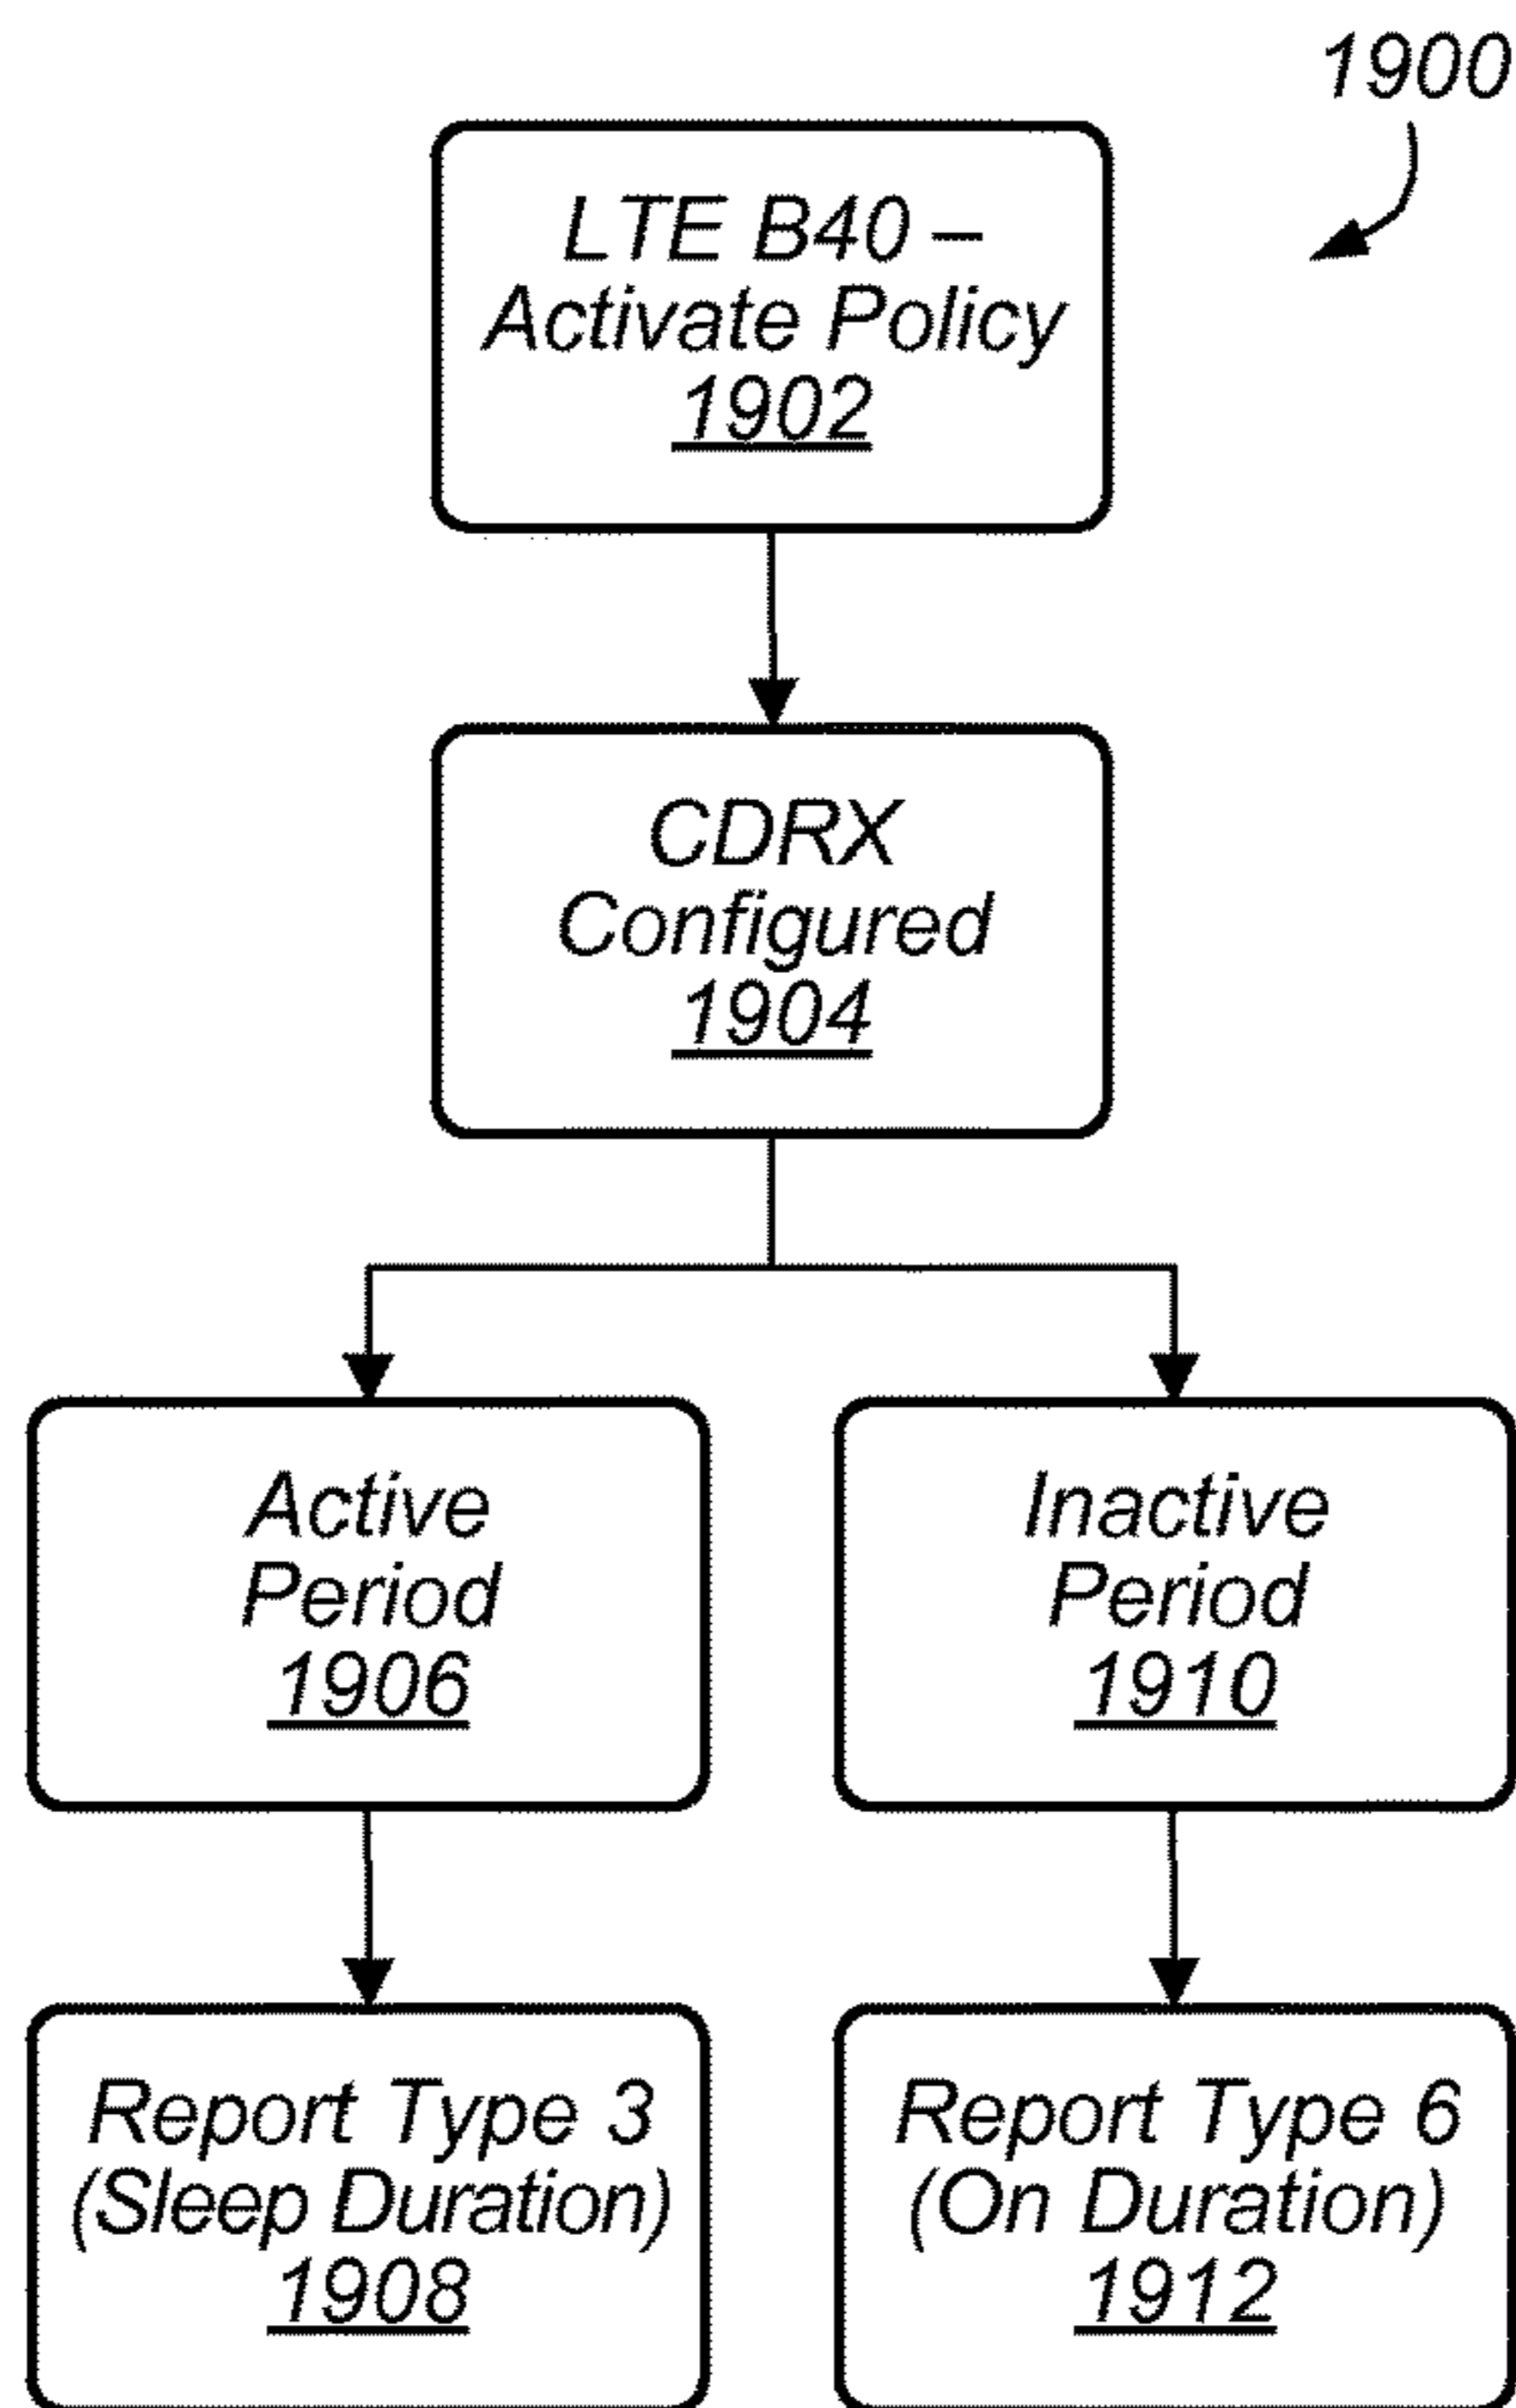 1900
LTE B40 –
Activate Policy
1902
CDRX
Configured
1904
Active
Period
1906
Inactive
Period
1910
Report Type 3
(Sleep Duration)
1908
Report Type 6
(On Duration)
1912